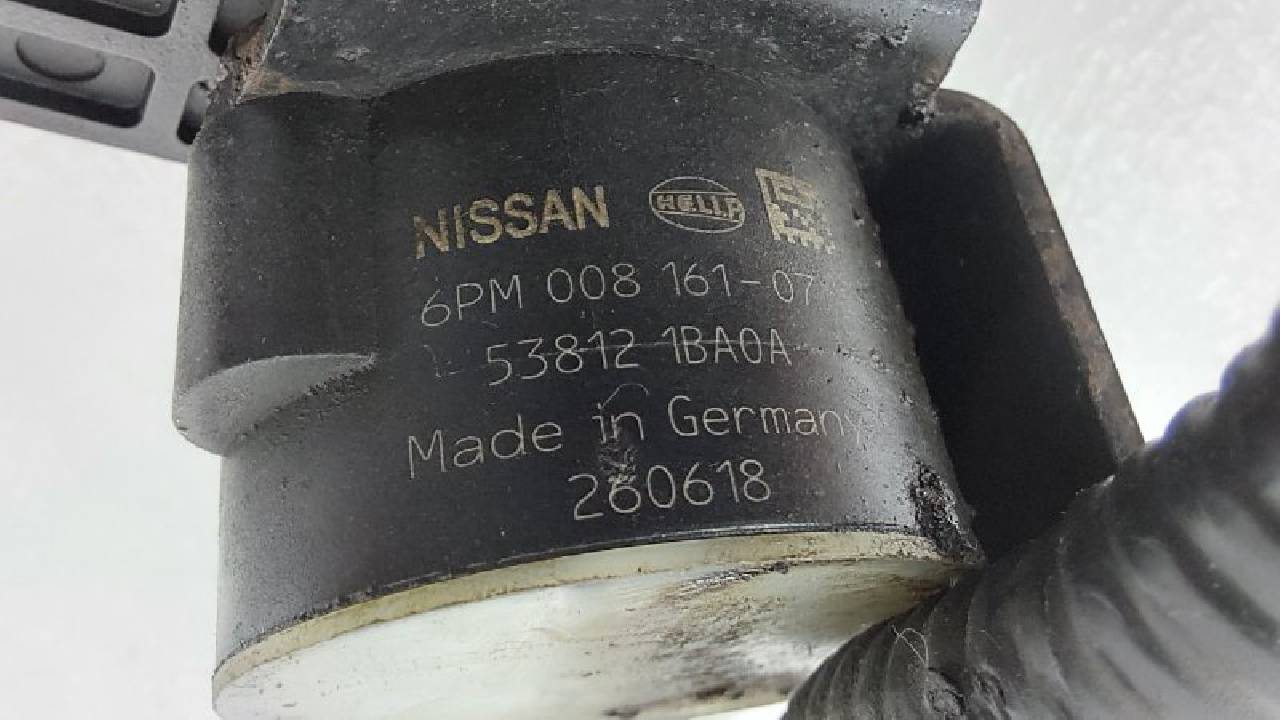 NISSAN HELLA
6PM 008 161-07
53812 1BA0A
Made in Germany
260618